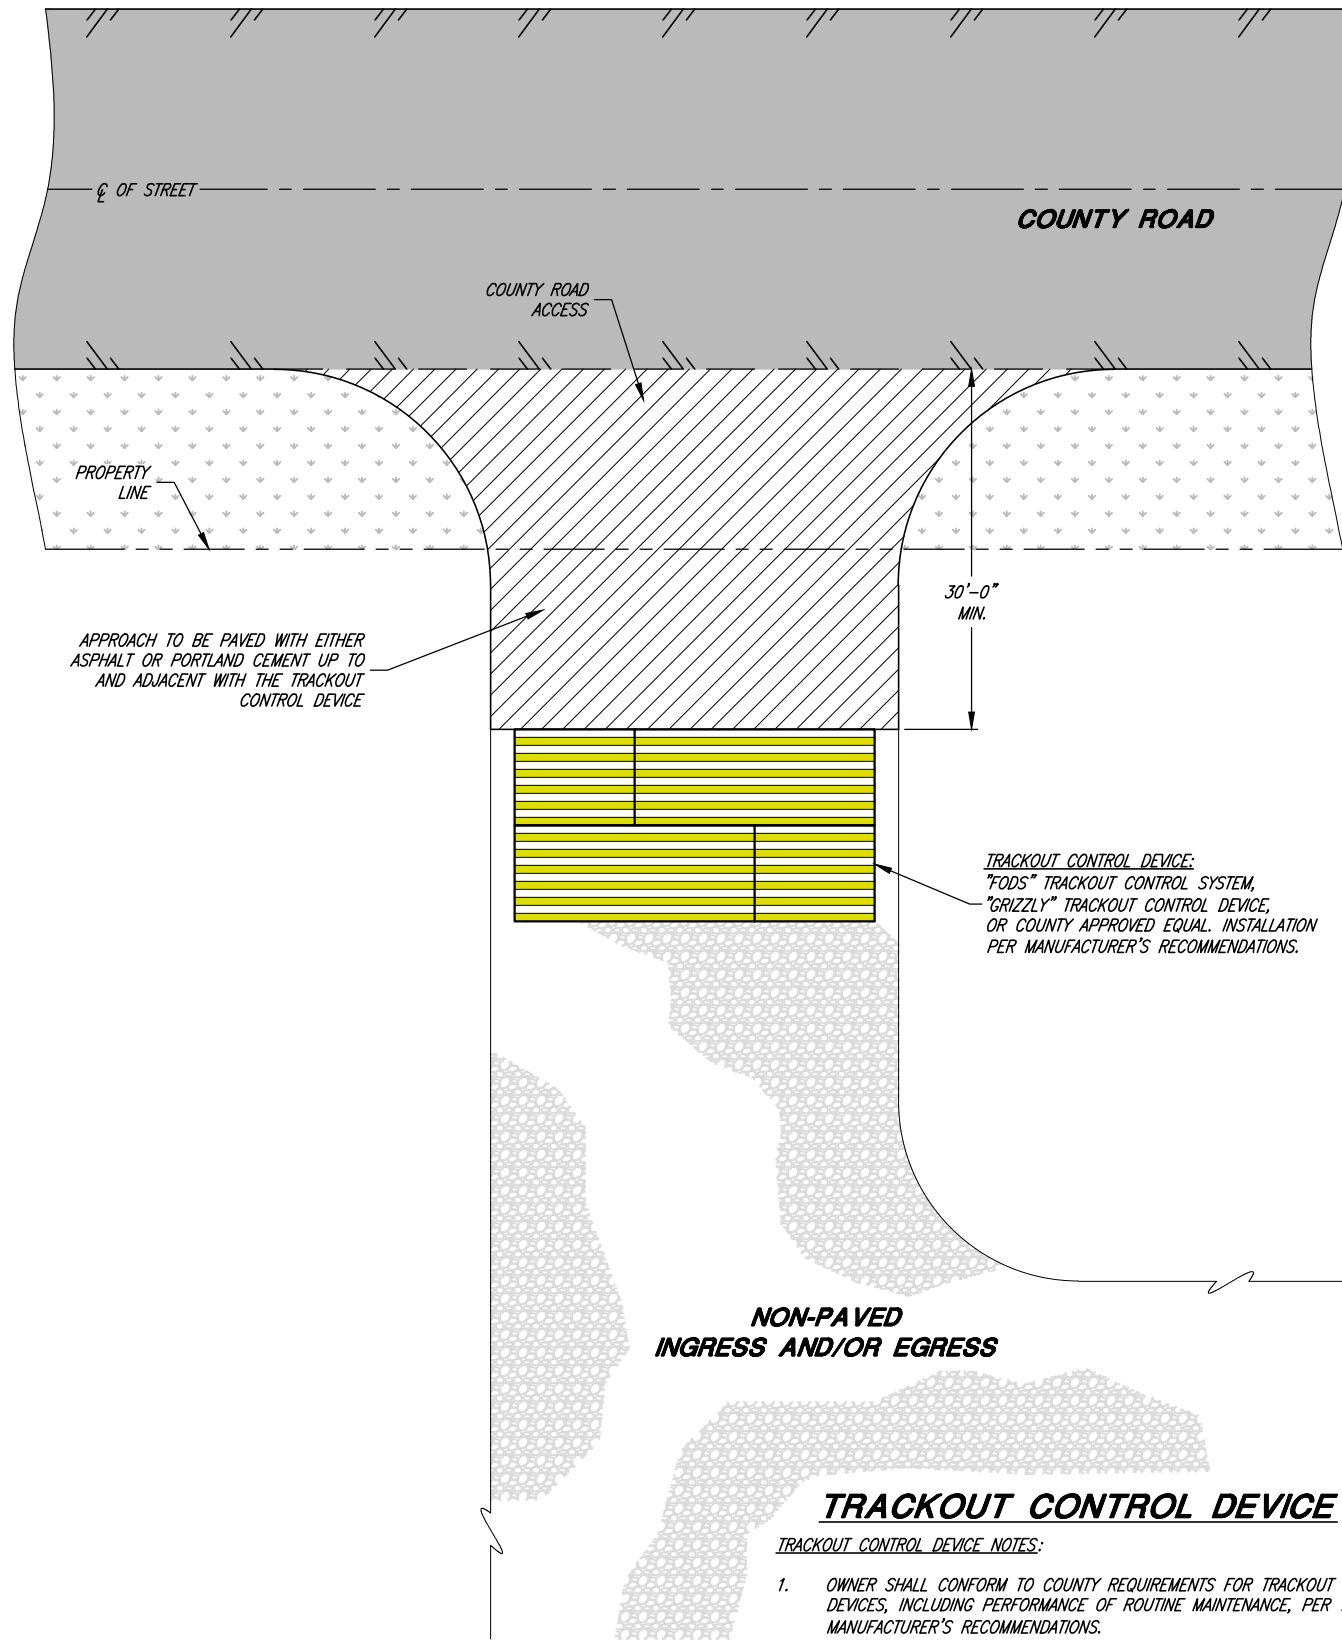 ℄ OF STREET
COUNTY ROAD
COUNTY ROAD
ACCESS
PROPERTY
LINE
30'-0"
MIN.
APPROACH TO BE PAVED WITH EITHER
ASPHALT OR PORTLAND CEMENT UP TO
AND ADJACENT WITH THE TRACKOUT
CONTROL DEVICE
TRACKOUT CONTROL DEVICE:
"FODS" TRACKOUT CONTROL SYSTEM,
"GRIZZLY" TRACKOUT CONTROL DEVICE,
OR COUNTY APPROVED EQUAL. INSTALLATION
PER MANUFACTURER'S RECOMMENDATIONS.
NON-PAVED
INGRESS AND/OR EGRESS
TRACKOUT CONTROL DEVICE
TRACKOUT CONTROL DEVICE NOTES:
1. OWNER SHALL CONFORM TO COUNTY REQUIREMENTS FOR TRACKOUT
DEVICES, INCLUDING PERFORMANCE OF ROUTINE MAINTENANCE, PER
MANUFACTURER'S RECOMMENDATIONS.